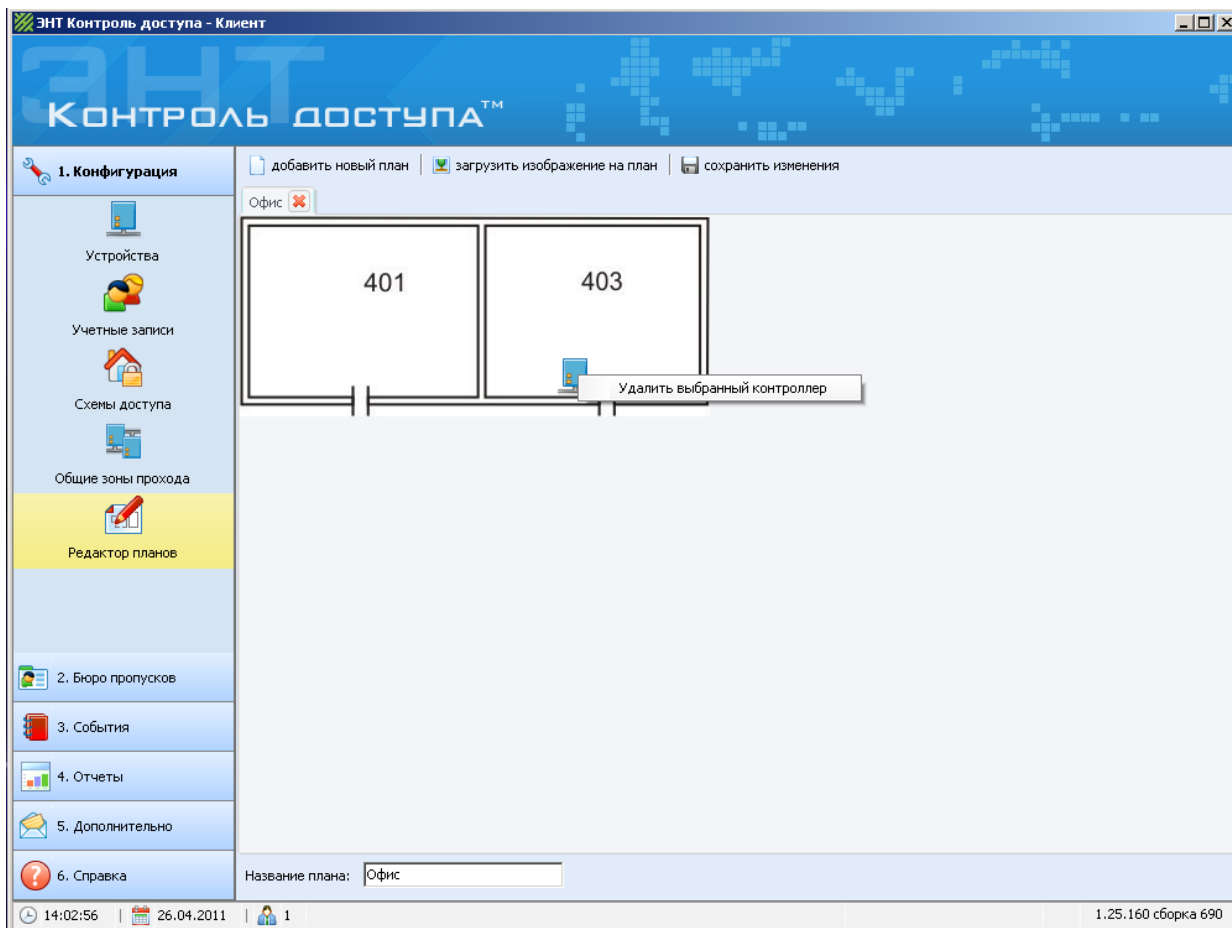 ЭНТ Контроль доступа - Клиент
ЭНТ
Контроль доступа™
1. Конфигурация
добавить новый план
загрузить изображение на план
сохранить изменения
Офис
Устройства
Учетные записи
Схемы доступа
Общие зоны прохода
Редактор планов
401
403
Удалить выбранный контроллер
2. Бюро пропусков
3. События
4. Отчеты
5. Дополнительно
6. Справка
Название плана: Офис
14:02:56 | 26.04.2011 | 1
1.25.160 сборка 690